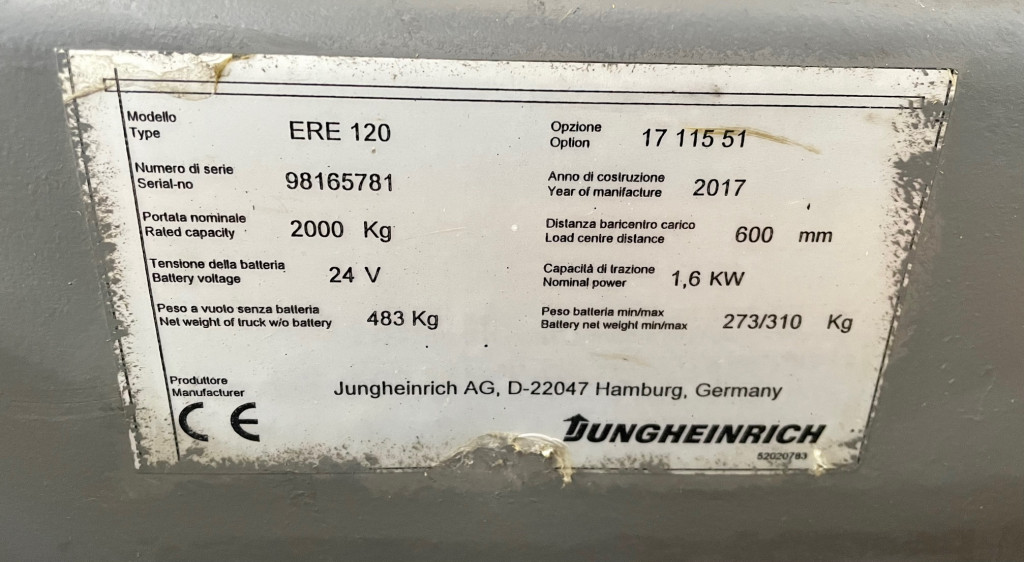 Modello
Type
ERE 120
Opzione
Option
17 115 51
Numero di serie
Serial-no
98165781
Anno di costruzione
Year of manifacture
2017
Portata nominale
Rated capacity
2000 Kg
Distanza baricentro carico
Load centre distance
600 mm
Tensione della batteria
Battery voltage
24 V
Capacità di trazione
Nominal power
1,6 KW
Peso a vuolo senza batleria
Net weight of truck w/o battery
483 Kg
Peso batleria min/max
Battery net weight min/max
273/310 Kg
Produttore
Manufacturer
Jungheinrich AG, D-22047 Hamburg, Germany
CE
JUNGHEINRICH
52020783